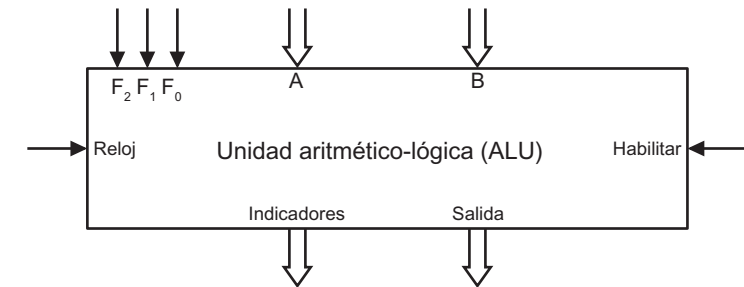 F₂ F₁ F₀ A B
Reloj Unidad aritmético-lógica (ALU) Habilitar
Indicadores Salida